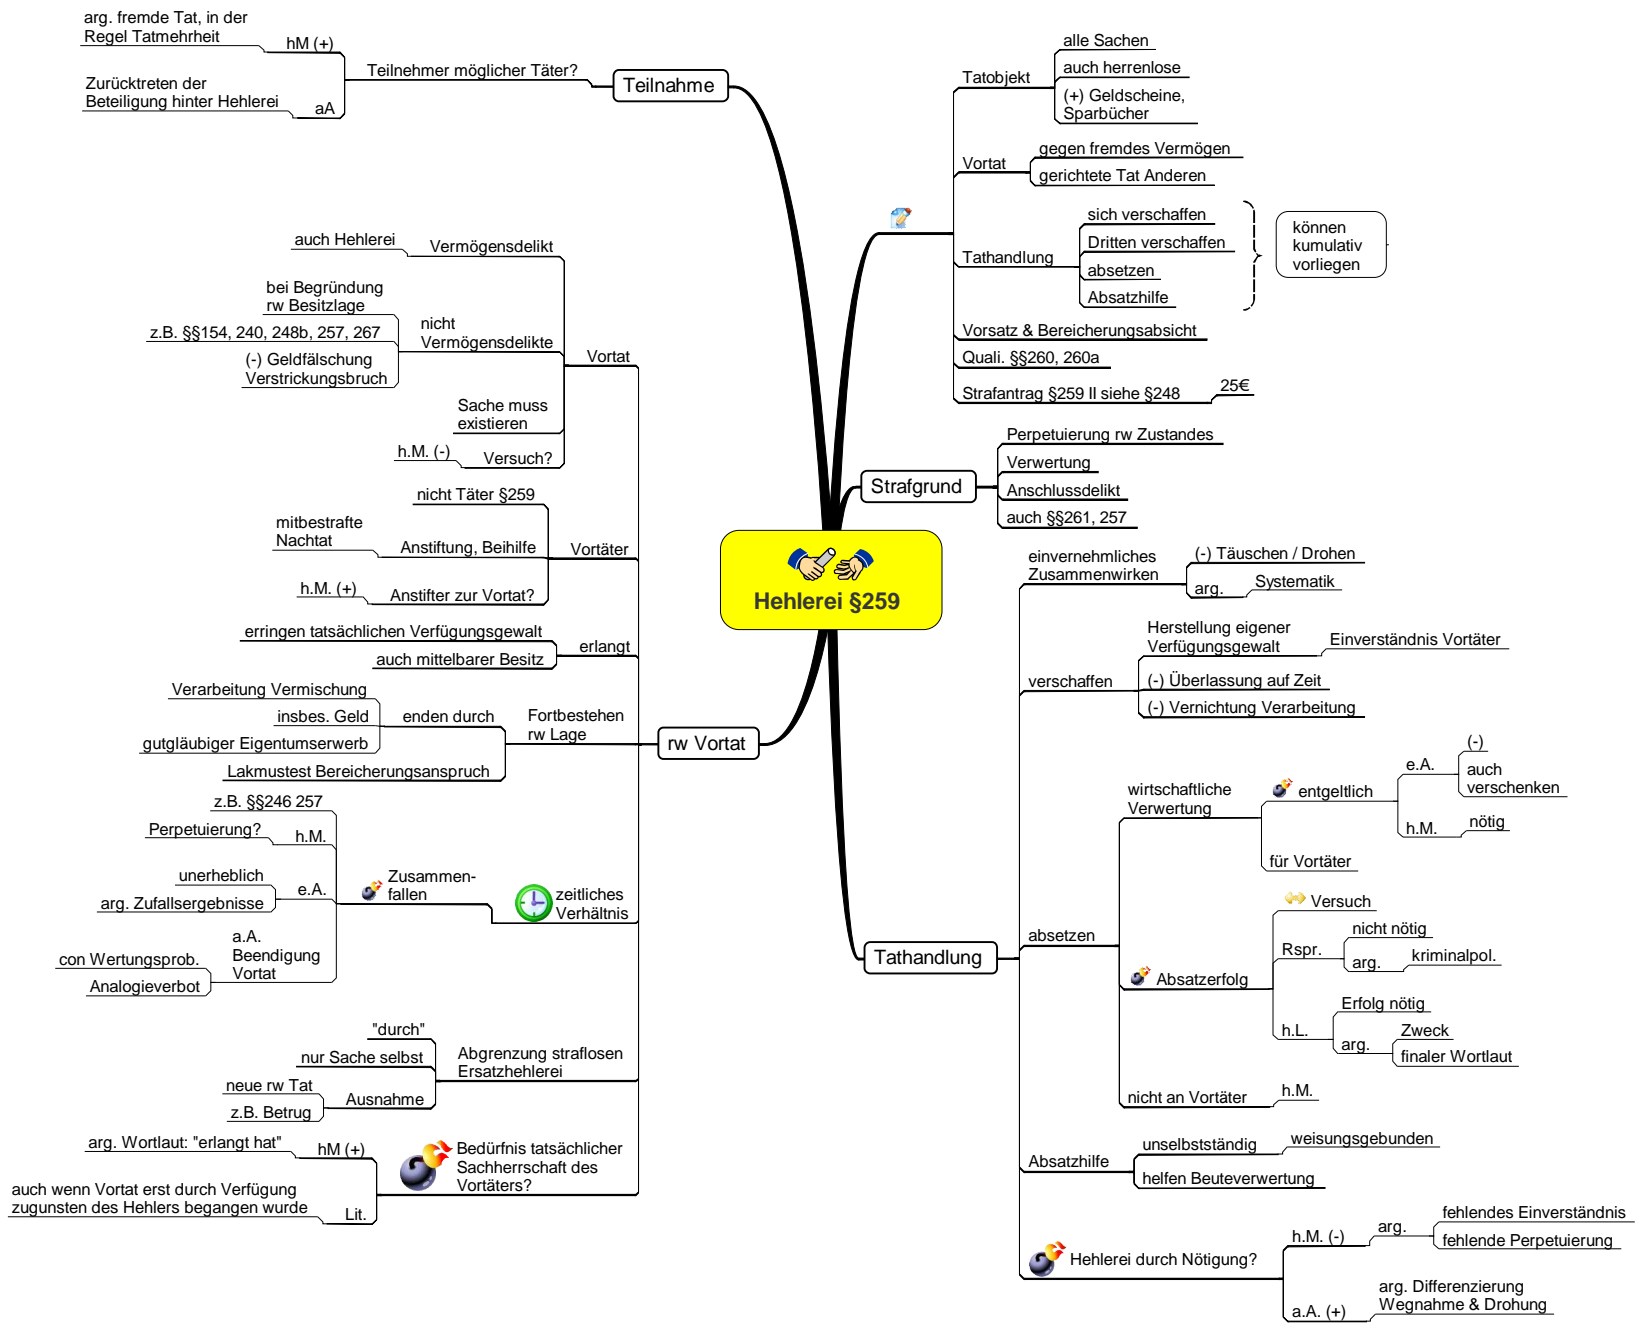 Hehlerei §259
alle Sachen
auch herrenlose
Tatobjekt
(+) Geldscheine,
Sparbücher
gegen fremdes Vermögen
Vortat
gerichtete Tat Anderen
sich verschaffen
Dritten verschaffen
Tathandlung
absetzen
Absatzhilfe
können
kumulativ
vorliegen
Vorsatz & Bereicherungsabsicht
Quali. §§260, 260a
Strafantrag §259 II siehe §248
25€
Strafgrund
Perpetuierung rw Zustandes
Verwertung
Anschlussdelikt
auch §§261, 257
Tathandlung
einvernehmliches
Zusammenwirken
(-) Täuschen / Drohen
arg.
Systematik
verschaffen
Herstellung eigener
Verfügungsgewalt
Einverständnis Vortäter
(-) Überlassung auf Zeit
(-) Vernichtung Verarbeitung
absetzen
wirtschaftliche
Verwertung
entgeltlich
e.A.
(-)
auch
verschenken
h.M.
nötig
für Vortäter
Absatzerfolg
Versuch
Rspr.
nicht nötig
arg.
kriminalpol.
h.L.
Erfolg nötig
arg.
Zweck
finaler Wortlaut
nicht an Vortäter
h.M.
Absatzhilfe
unselbstständig
weisungsgebunden
helfen Beuteverwertung
Hehlerei durch Nötigung?
h.M. (-)
arg.
fehlendes Einverständnis
fehlende Perpetuierung
a.A. (+)
arg. Differenzierung
Wegnahme & Drohung
Teilnahme
Teilnehmer möglicher Täter?
hM (+)
arg. fremde Tat, in der
Regel Tatmehrheit
aA
Zurücktreten der
Beteiligung hinter Hehlerei
rw Vortat
Vortat
Vermögensdelikt
auch Hehlerei
nicht
Vermögensdelikte
bei Begründung
rw Besitzlage
z.B. §§154, 240, 248b, 257, 267
(-) Geldfälschung
Verstrickungsbruch
Sache muss
existieren
Versuch?
h.M. (-)
Vortäter
nicht Täter §259
Anstiftung, Beihilfe
mitbestrafte
Nachtat
Anstifter zur Vortat?
h.M. (+)
erlangt
erringen tatsächlichen Verfügungsgewalt
auch mittelbarer Besitz
Fortbestehen
rw Lage
enden durch
Verarbeitung Vermischung
insbes. Geld
gutgläubiger Eigentumserwerb
Lakmustest Bereicherungsanspruch
zeitliches
Verhältnis
Zusammen-
fallen
z.B. §§246 257
h.M.
Perpetuierung?
e.A.
unerheblich
arg. Zufallsergebnisse
a.A.
Beendigung
Vortat
con Wertungsprob.
Analogieverbot
Abgrenzung straflosen
Ersatzhehlerei
"durch"
nur Sache selbst
Ausnahme
neue rw Tat
z.B. Betrug
Bedürfnis tatsächlicher
Sachherrschaft des
Vortäters?
hM (+)
arg. Wortlaut: "erlangt hat"
Lit.
auch wenn Vortat erst durch Verfügung
zugunsten des Hehlers begangen wurde